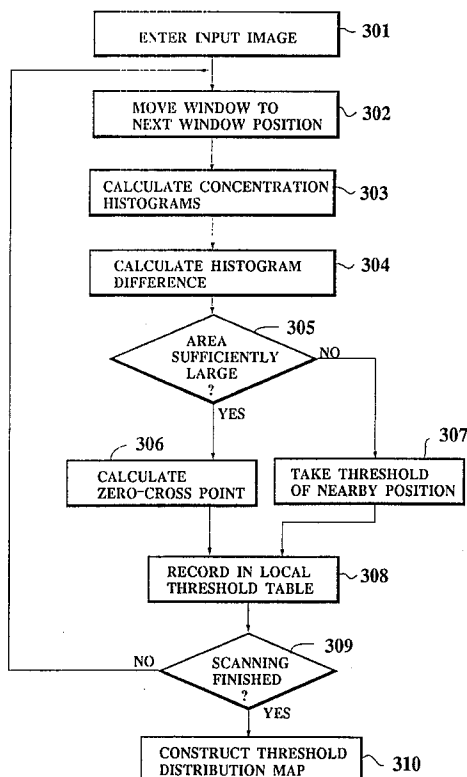 ENTER INPUT IMAGE
301
MOVE WINDOW TO
NEXT WINDOW POSITION
302
CALCULATE CONCENTRATION
HISTOGRAMS
303
CALCULATE HISTOGRAM
DIFFERENCE
304
305
AREA
SUFFICIENTLY
LARGE
?
NO
YES
306
CALCULATE
ZERO-CROSS POINT
307
TAKE THRESHOLD
OF NEARBY POSITION
RECORD IN LOCAL
THRESHOLD TABLE
308
309
NO
SCANNING
FINISHED
?
YES
CONSTRUCT THRESHOLD
DISTRIBUTION MAP
310